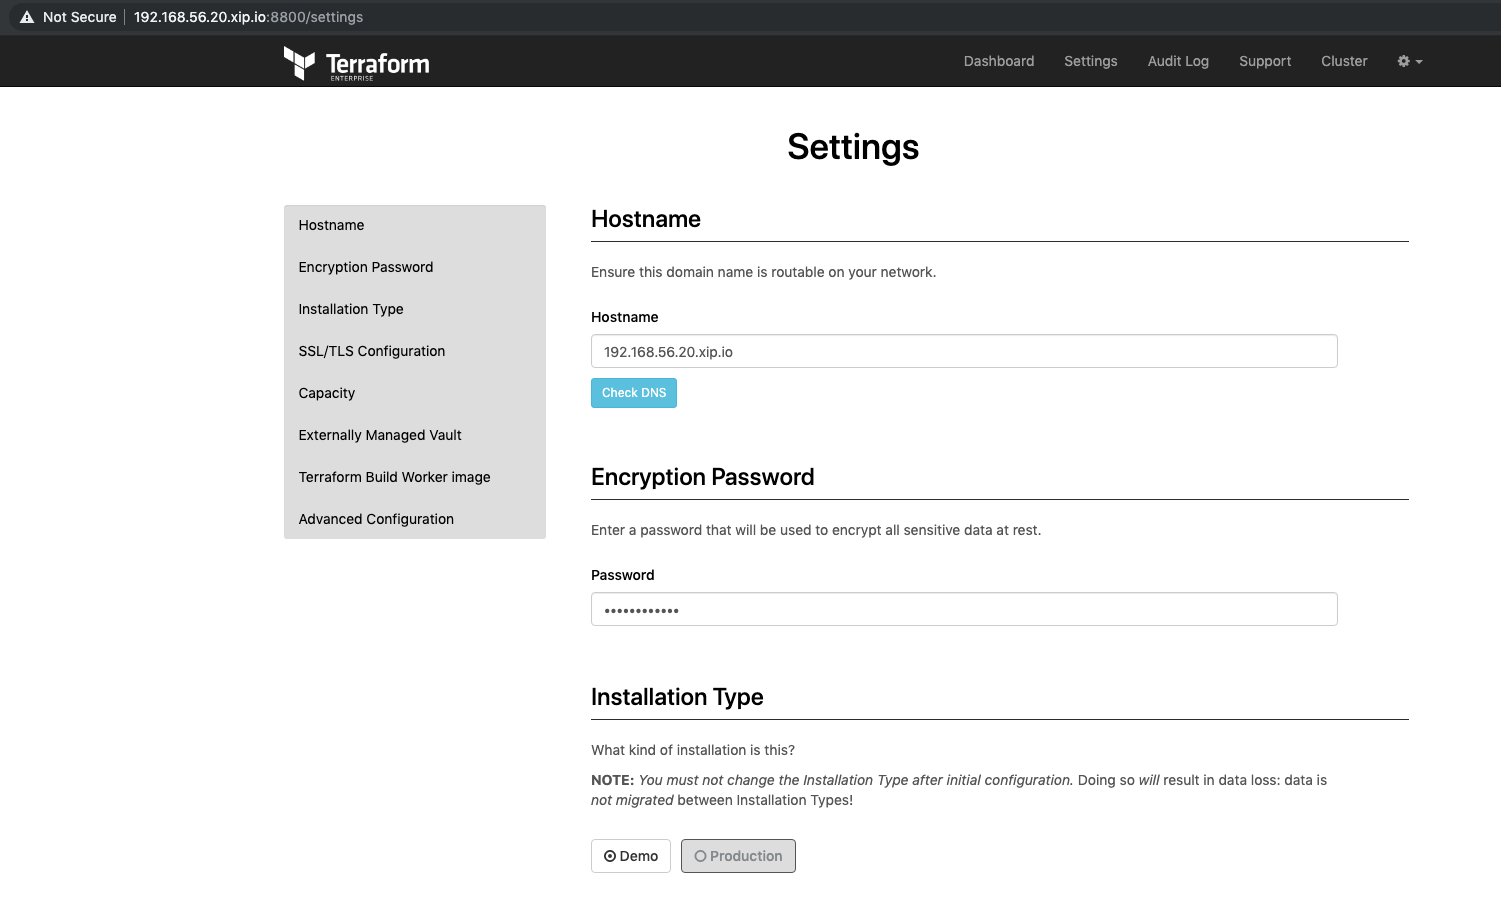 Not Secure | 192.168.56.20.xip.io:8800/settings
Terraform
ENTERPRISE
Dashboard Settings Audit Log Support Cluster
Settings
Hostname
Encryption Password
Installation Type
SSL/TLS Configuration
Capacity
Externally Managed Vault
Terraform Build Worker image
Advanced Configuration
Hostname
Ensure this domain name is routable on your network.
Hostname
192.168.56.20.xip.io
Check DNS
Encryption Password
Enter a password that will be used to encrypt all sensitive data at rest.
Password
••••••••••••
Installation Type
What kind of installation is this?
NOTE: You must not change the Installation Type after initial configuration. Doing so will result in data loss: data is
not migrated between Installation Types!
Demo Production